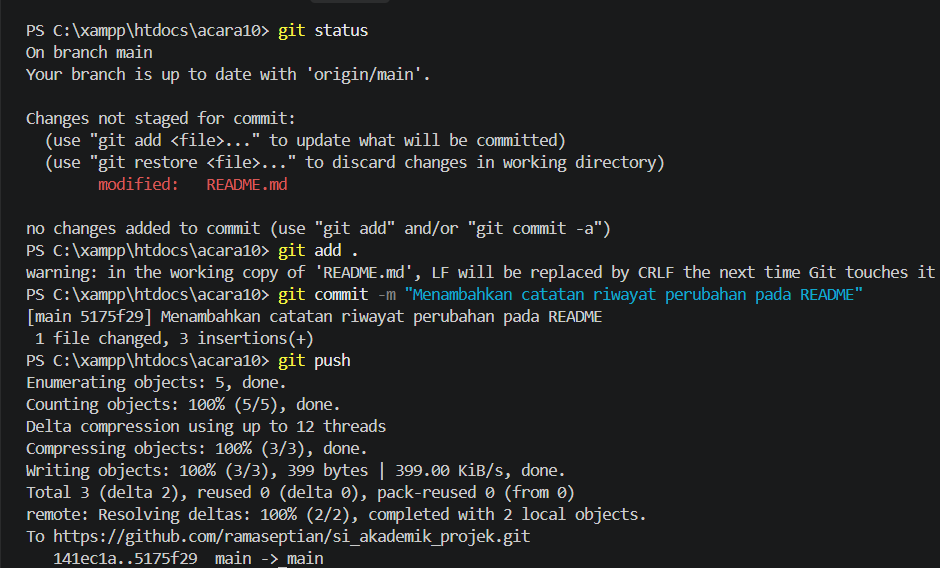 PS C:\xampp\htdocs\acara10> git status
On branch main
Your branch is up to date with 'origin/main'.
Changes not staged for commit:
  (use "git add <file>..." to update what will be committed)
  (use "git restore <file>..." to discard changes in working directory)
        modified:   README.md
no changes added to commit (use "git add" and/or "git commit -a")
PS C:\xampp\htdocs\acara10> git add .
warning: in the working copy of 'README.md', LF will be replaced by CRLF the next time Git touches it
PS C:\xampp\htdocs\acara10> git commit -m "Menambahkan catatan riwayat perubahan pada README"
[main 5175f29] Menambahkan catatan riwayat perubahan pada README
 1 file changed, 3 insertions(+)
PS C:\xampp\htdocs\acara10> git push
Enumerating objects: 5, done.
Counting objects: 100% (5/5), done.
Delta compression using up to 12 threads
Compressing objects: 100% (3/3), done.
Writing objects: 100% (3/3), 399 bytes | 399.00 KiB/s, done.
Total 3 (delta 2), reused 0 (delta 0), pack-reused 0 (from 0)
remote: Resolving deltas: 100% (2/2), completed with 2 local objects.
To https://github.com/ramaseptian/si_akademik_projek.git
   141ec1a..5175f29  main -> main